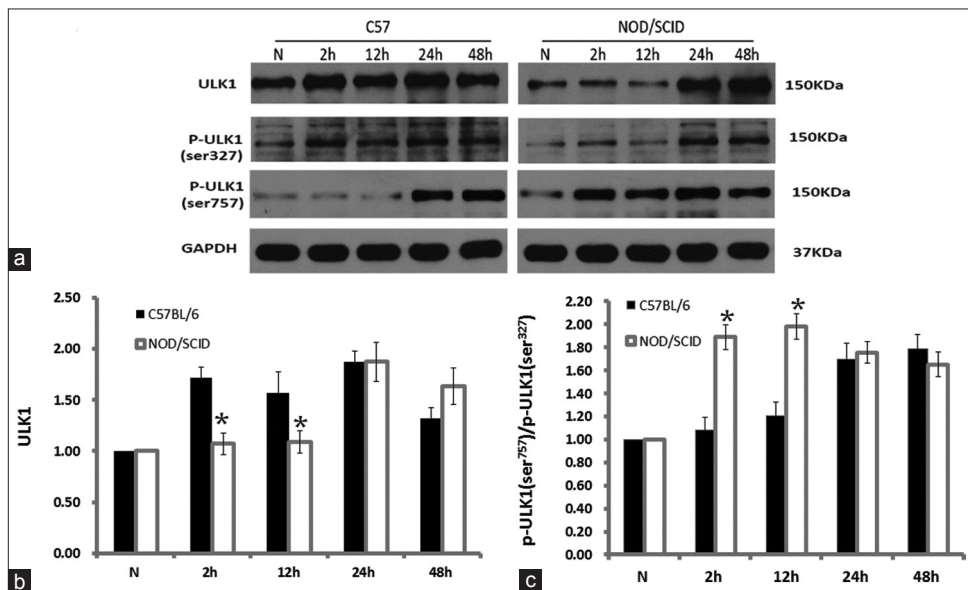 C57 NOD/SCID
N 2h 12h 24h 48h N 2h 12h 24h 48h
ULK1 150KDa
P-ULK1 150KDa
(ser327)
P-ULK1 150KDa
(ser757)
GAPDH 37KDa
a
2.50
2.00
1.50
1.00
0.50
0.00
ULK1
C57BL/6
NOD/SCID
* *
N 2h 12h 24h 48h
b
2.20
2.00
1.80
1.60
1.40
1.20
1.00
0.80
0.60
0.40
0.20
0.00
p-ULK1(ser757)/p-ULK1(ser327)
C57BL/6
NOD/SCID
* *
N 2h 12h 24h 48h
c